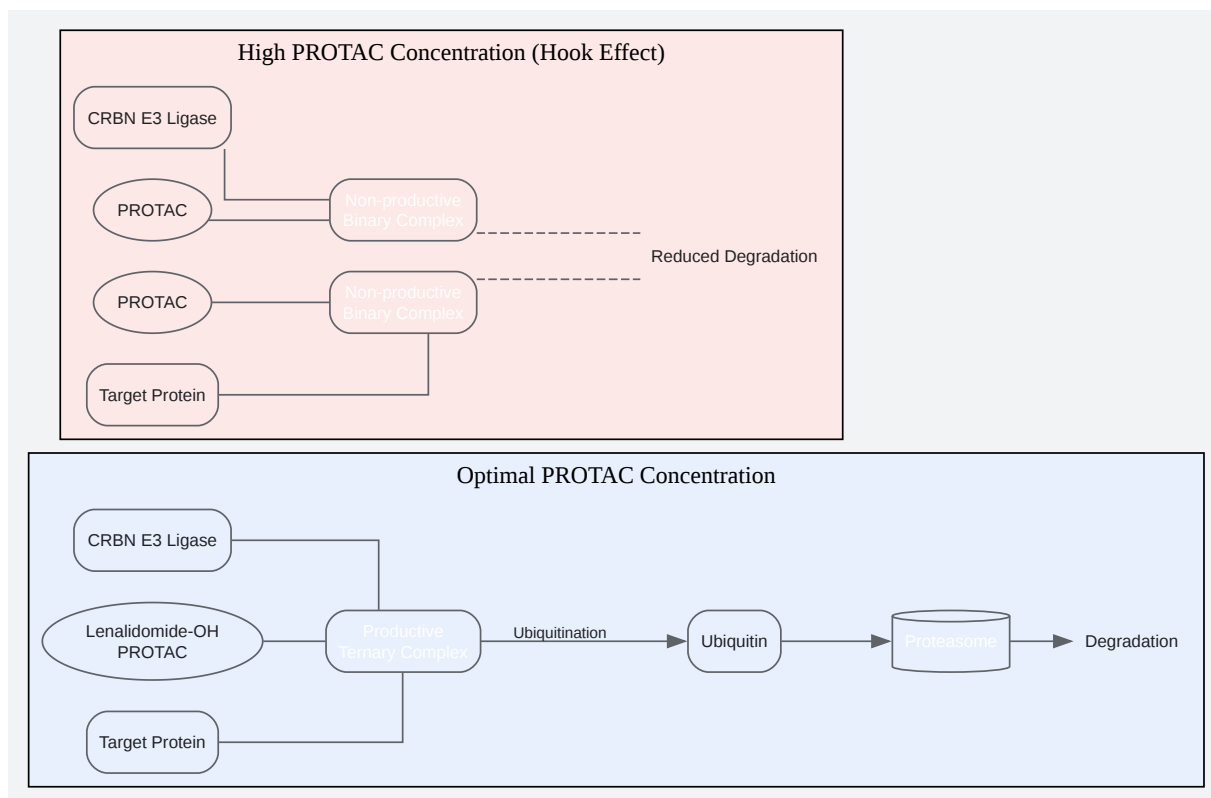 High PROTAC Concentration (Hook Effect)
CRBN E3 Ligase
PROTAC
Non-productive
Binary Complex
Reduced Degradation
PROTAC
Non-productive
Binary Complex
Target Protein
Optimal PROTAC Concentration
CRBN E3 Ligase
Lenalidomide-OH
PROTAC
Productive
Ternary Complex
Ubiquitination
Ubiquitin
Proteasome
Degradation
Target Protein